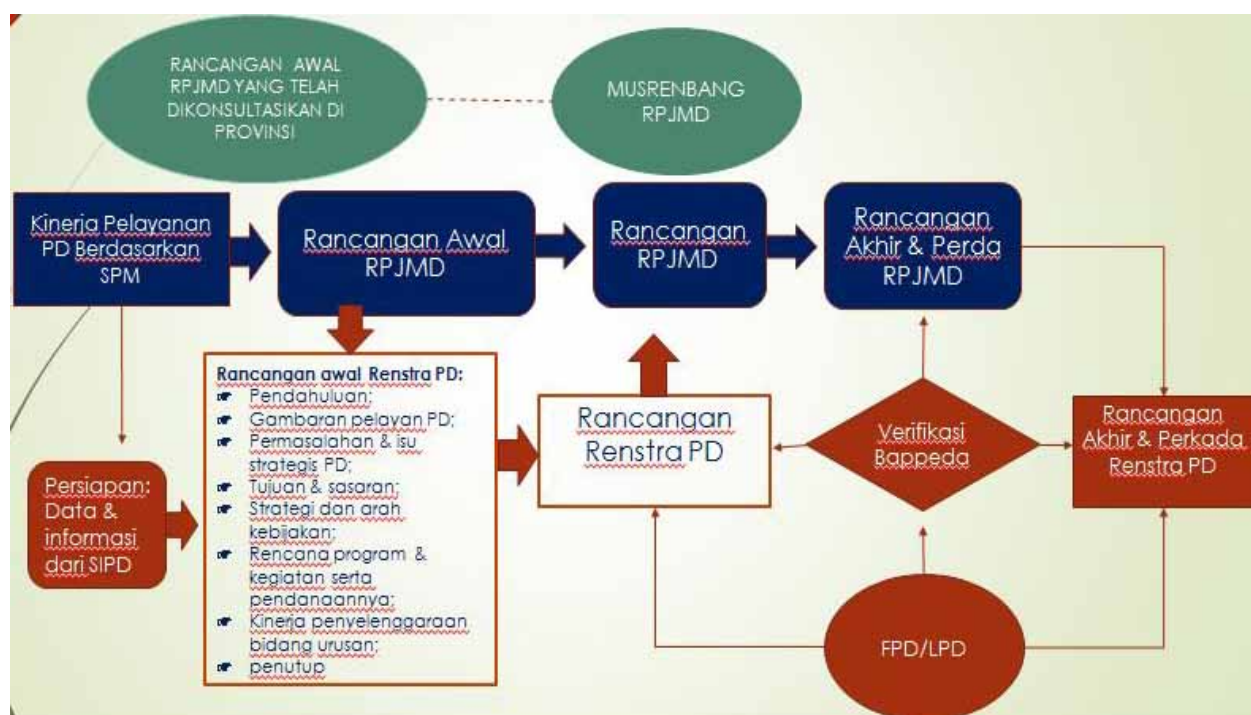 RANCANGAN AWAL
RPJMD YANG TELAH
DIKONSULTASIKAN DI
PROVINSI
MUSRENBANG
RPJMD
Kinerja Pelayanan
PD Berdasarkan
SPM
Rancangan Awal
RPJMD
Rancangan
RPJMD
Rancangan
Akhir & Perda
RPJMD
Persiapan:
Data &
informasi
dari SIPD
Rancangan awal Renstra PD:
☛ Pendahuluan;
☛ Gambaran pelayan PD;
☛ Permasalahan & isu
strategis PD;
☛ Tujuan & sasaran;
☛ Strategi dan arah
kebijakan;
☛ Rencana program &
kegiatan serta
pendanaannya;
☛ Kinerja penyelenggaraan
bidang urusan;
☛ penutup
Rancangan
Renstra PD
Verifikasi
Bappeda
Rancangan
Akhir & Perkada
Renstra PD
FPD/LPD